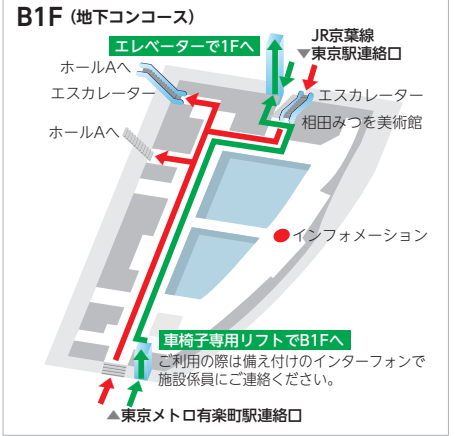 B1F（地下コンコース）
エレベーターで1Fへ
JR京葉線
▼東京駅連絡口
ホールAへ
エスカレーター
エスカレーター
相田みつを美術館
ホールAへ
インフォメーション
車椅子専用リフトでB1Fへ
ご利用の際は備え付けのインターフォンで
施設係員にご連絡ください。
▲東京メトロ有楽町駅連絡口